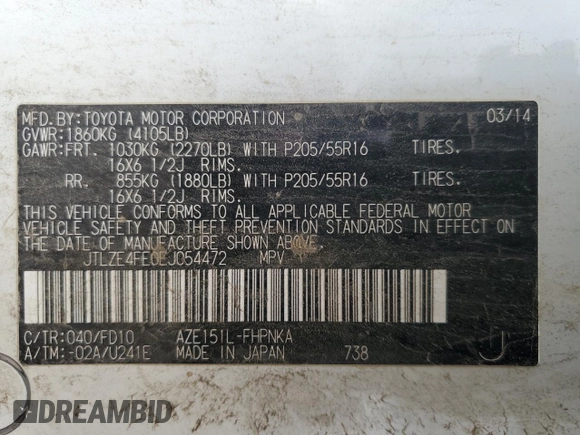 MFD.BY:TOYOTA MOTOR CORPORATION 03/14
GVWR:1860KG (4105LB)
GAWR:FRT. 1030KG (2270LB) WITH P205/55R16 TIRES.
16X6 1/2J RIMS.
RR. 855KG (1880LB) WITH P205/55R16 TIRES.
16X6 1/2J RIMS.
THIS VEHICLE CONFORMS TO ALL APPLICABLE FEDERAL MOTOR
VEHICLE SAFETY AND THEFT PREVENTION STANDARDS IN EFFECT ON
THE DATE OF MANUFACTURE SHOWN ABOVE.
JTLZE4FE0EJ054472 MPV
C/TR:040/FD10 AZE151L-FHPNKA
A/TM:-02A/U241E MADE IN JAPAN 738 J
DREAMBID